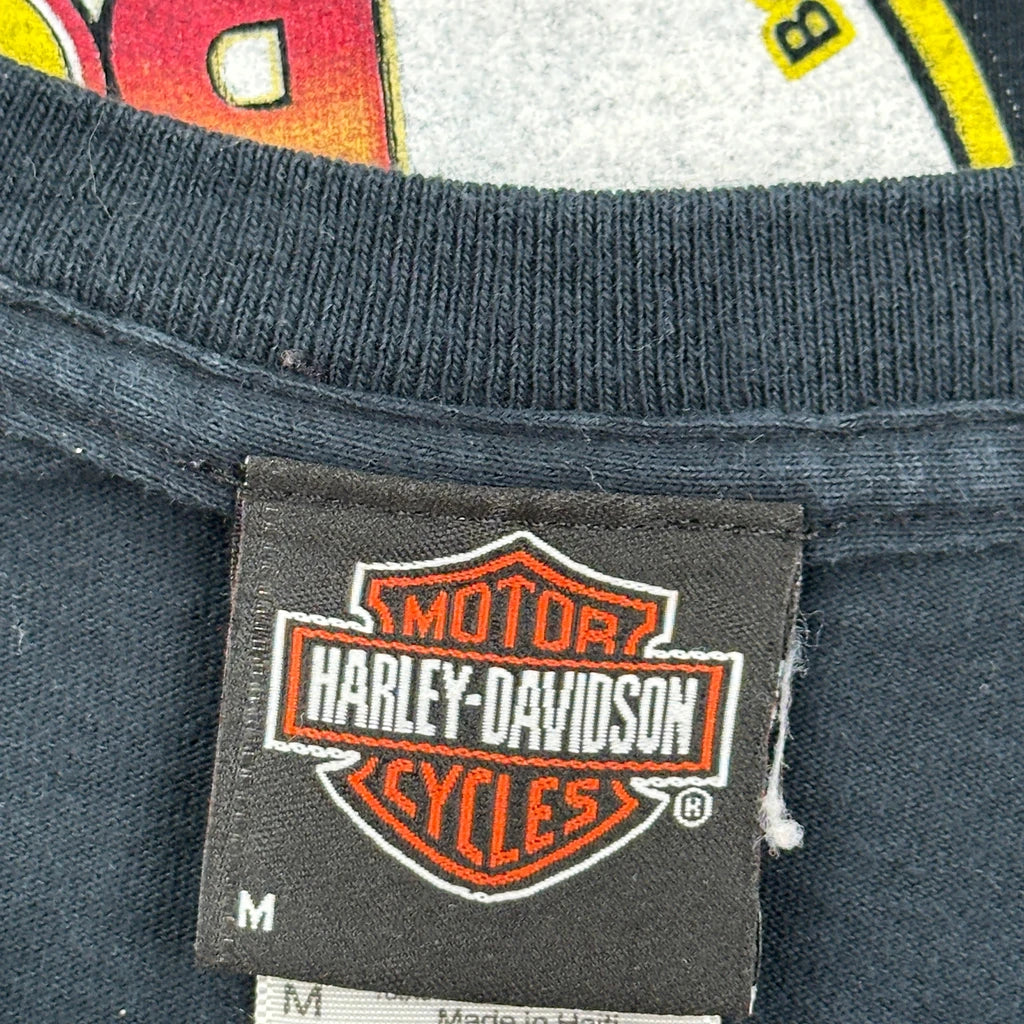 B
MOTOR
HARLEY-DAVIDSON
CYCLES
®
M
M
Made in Haiti